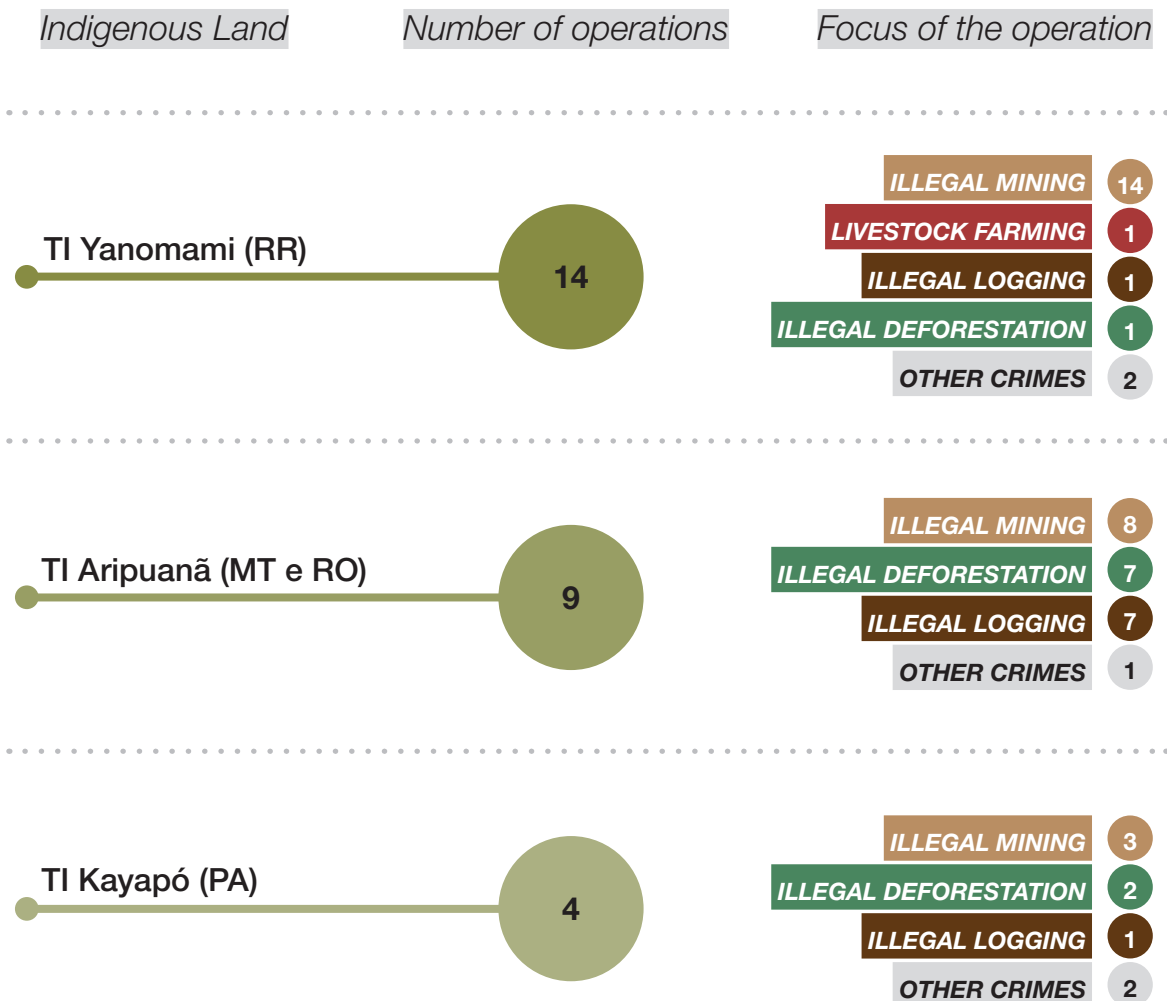 Indigenous Land Number of operations Focus of the operation
TI Yanomami (RR)
14
ILLEGAL MINING 14
LIVESTOCK FARMING 1
ILLEGAL LOGGING 1
ILLEGAL DEFORESTATION 1
OTHER CRIMES 2
TI Aripuanã (MT e RO)
9
ILLEGAL MINING 8
ILLEGAL DEFORESTATION 7
ILLEGAL LOGGING 7
OTHER CRIMES 1
TI Kayapó (PA)
4
ILLEGAL MINING 3
ILLEGAL DEFORESTATION 2
ILLEGAL LOGGING 1
OTHER CRIMES 2